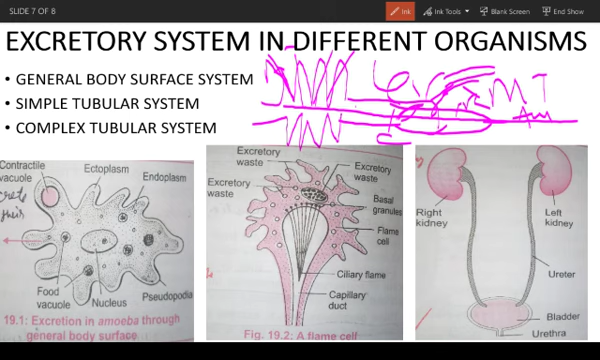 SLIDE 7 OF 8
Ink
Ink Tools
Blank Screen
End Show
EXCRETORY SYSTEM IN DIFFERENT ORGANISMS
• GENERAL BODY SURFACE SYSTEM
• SIMPLE TUBULAR SYSTEM
• COMPLEX TUBULAR SYSTEM
Contractile
vacuole
Ectoplasm
Endoplasm
Food
vacuole
Nucleus
Pseudopodia
19.1: Excretion in amoeba through
general body surface
Excretory
waste
Excretory
waste
Excretory
waste
Basal
granules
Flame
cell
Ciliary flame
Capillary
duct
Fig. 19.2: A flame cell
Right
kidney
Left
kidney
Ureter
Bladder
Urethra